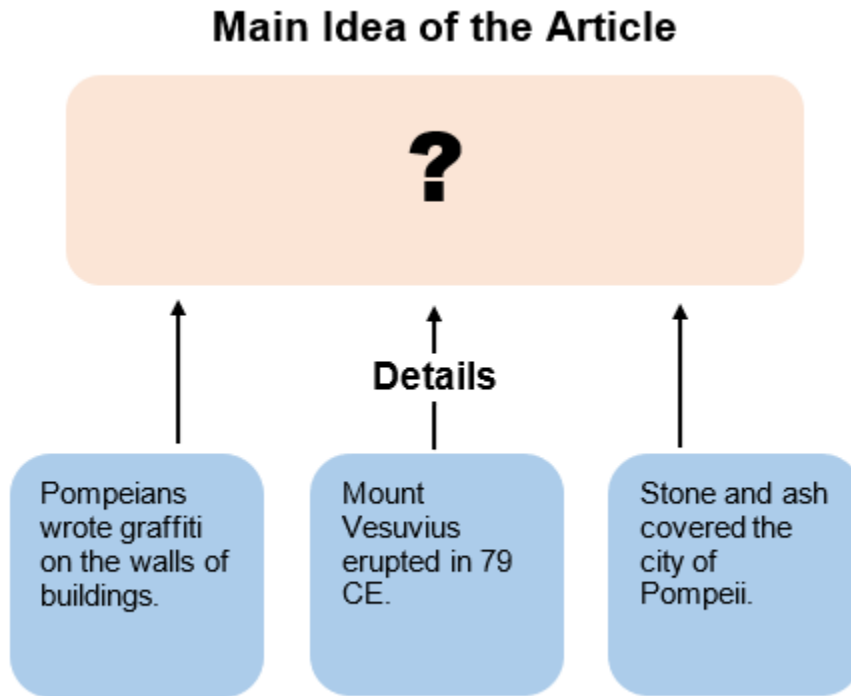 Main Idea of the Article
?
Details
Pompeians
wrote graffiti
on the walls of
buildings.
Mount
Vesuvius
erupted in 79
CE.
Stone and ash
covered the
city of
Pompeii.